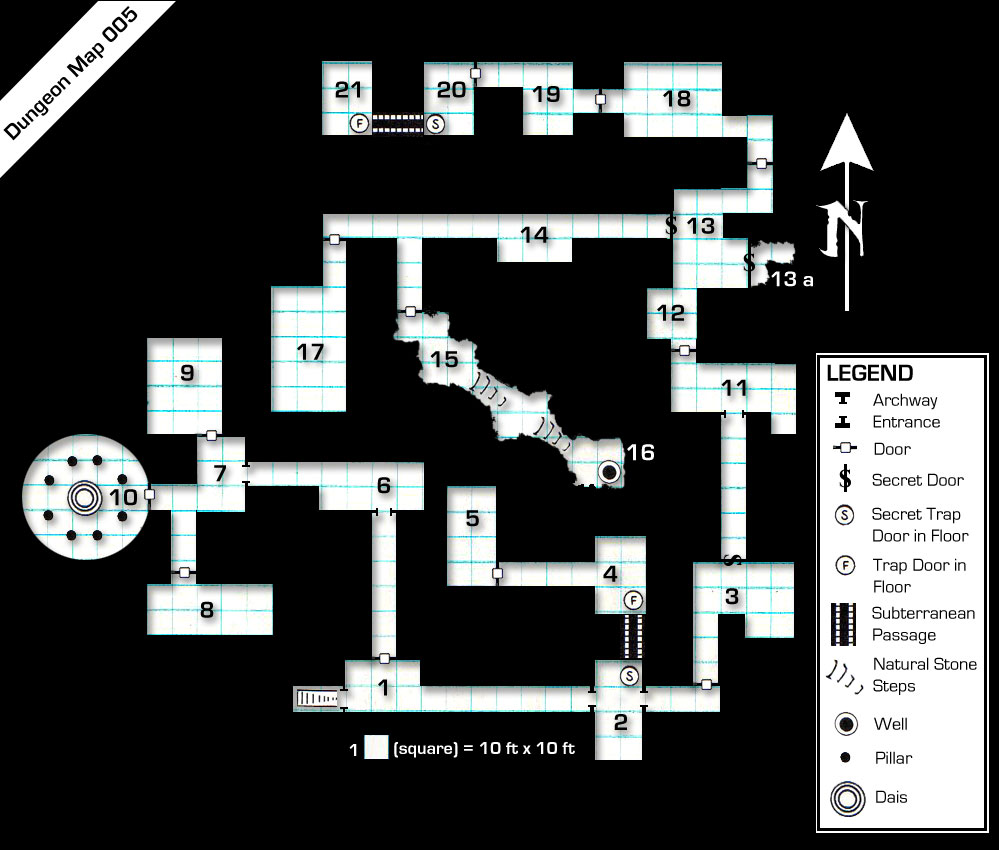 Dungeon Map 005
21
20
19
18
13
14
13 a
12
15
17
11
9
16
7
10
6
5
4
3
8
1
2
1 (square) = 10 ft x 10 ft
N
LEGEND
Archway
Entrance
Door
$ Secret Door
S Secret Trap
Door in Floor
F Trap Door in
Floor
Subterranean
Passage
Natural Stone
Steps
Well
Pillar
Dais
F
S
S
S
F
S
S